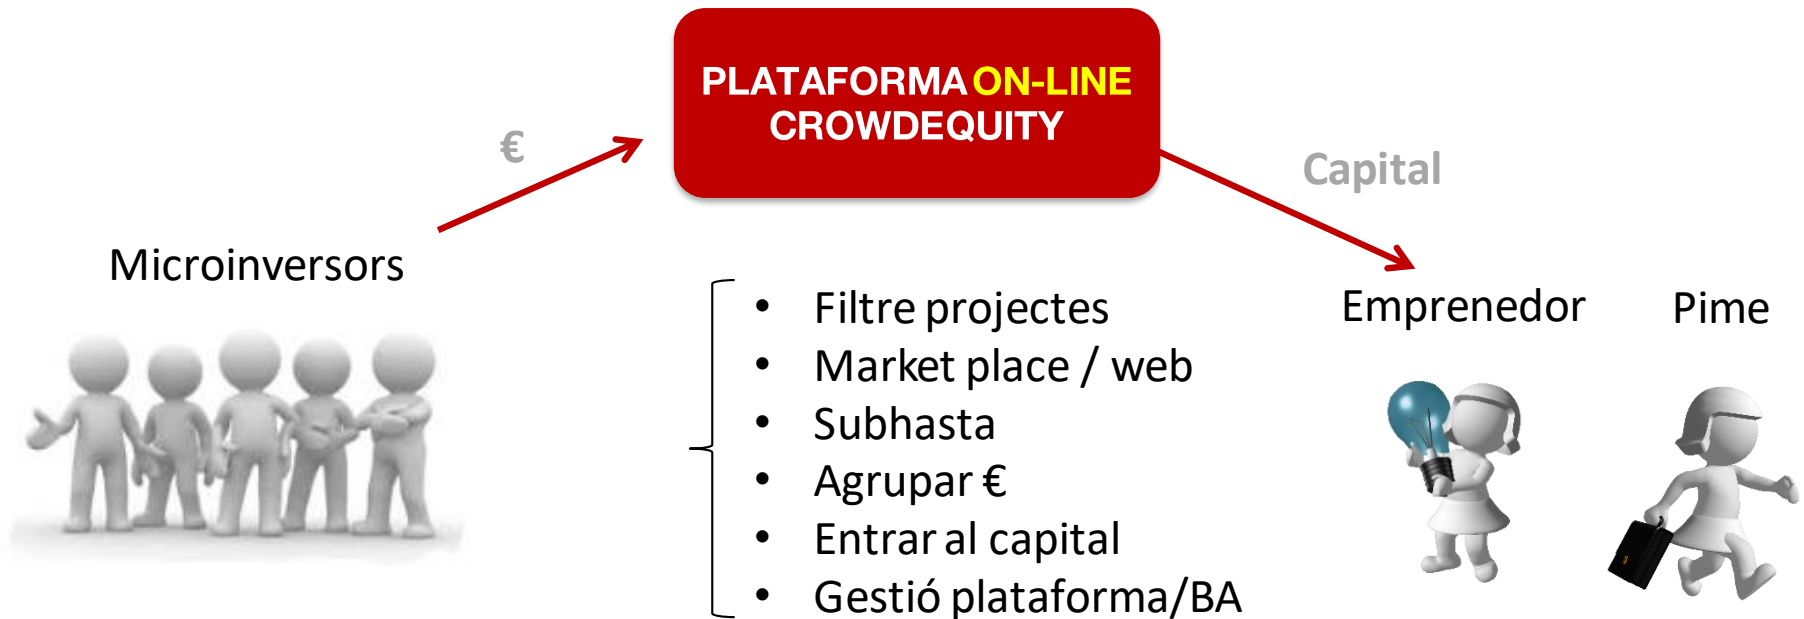 PLATAFORMA ON-LINE
CROWDEQUITY
€
Capital
Microinversors
• Filtre projectes
• Market place / web
• Subhasta
• Agrupar €
• Entrar al capital
• Gestió plataforma/BA
Emprenedor
Pime